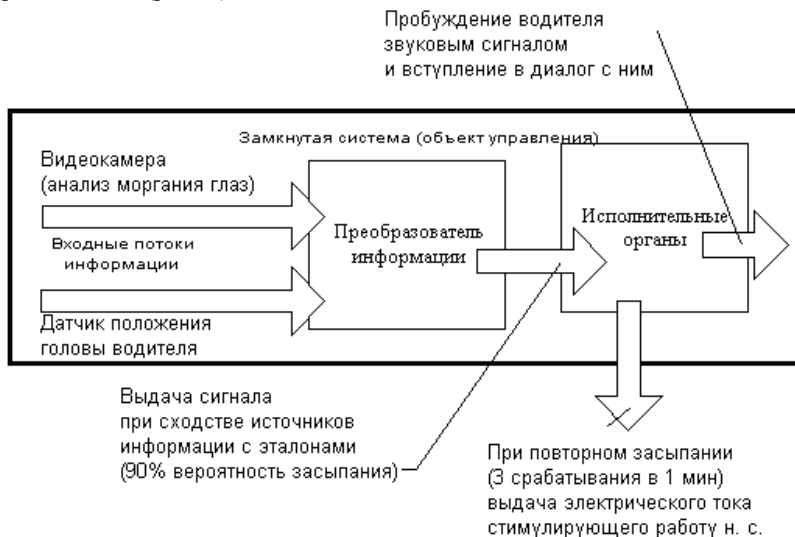 Пробуждение водителя
звуковым сигналом
и вступление в диалог с ним
Замкнутая система (объект управления)
Видеокамера
(анализ моргания глаз)
Входные потоки
информации
Датчик положения
головы водителя
Преобразователь
информации
Исполнительные
органы
Выдача сигнала
при сходстве источников
информации с эталонами
(90% вероятность засыпания)
При повторном засыпании
(3 срабатывания в 1 мин)
выдача электрического тока
стимулирующего работу н. с.